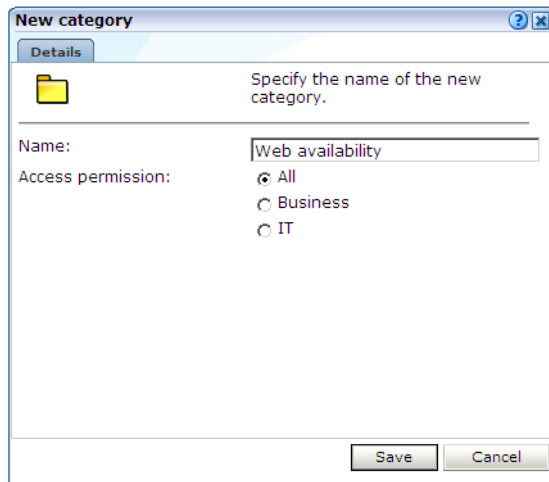 New category
?
Details
Specify the name of the new
category.
Name:
Web availability
Access permission:
All
Business
IT
Save
Cancel